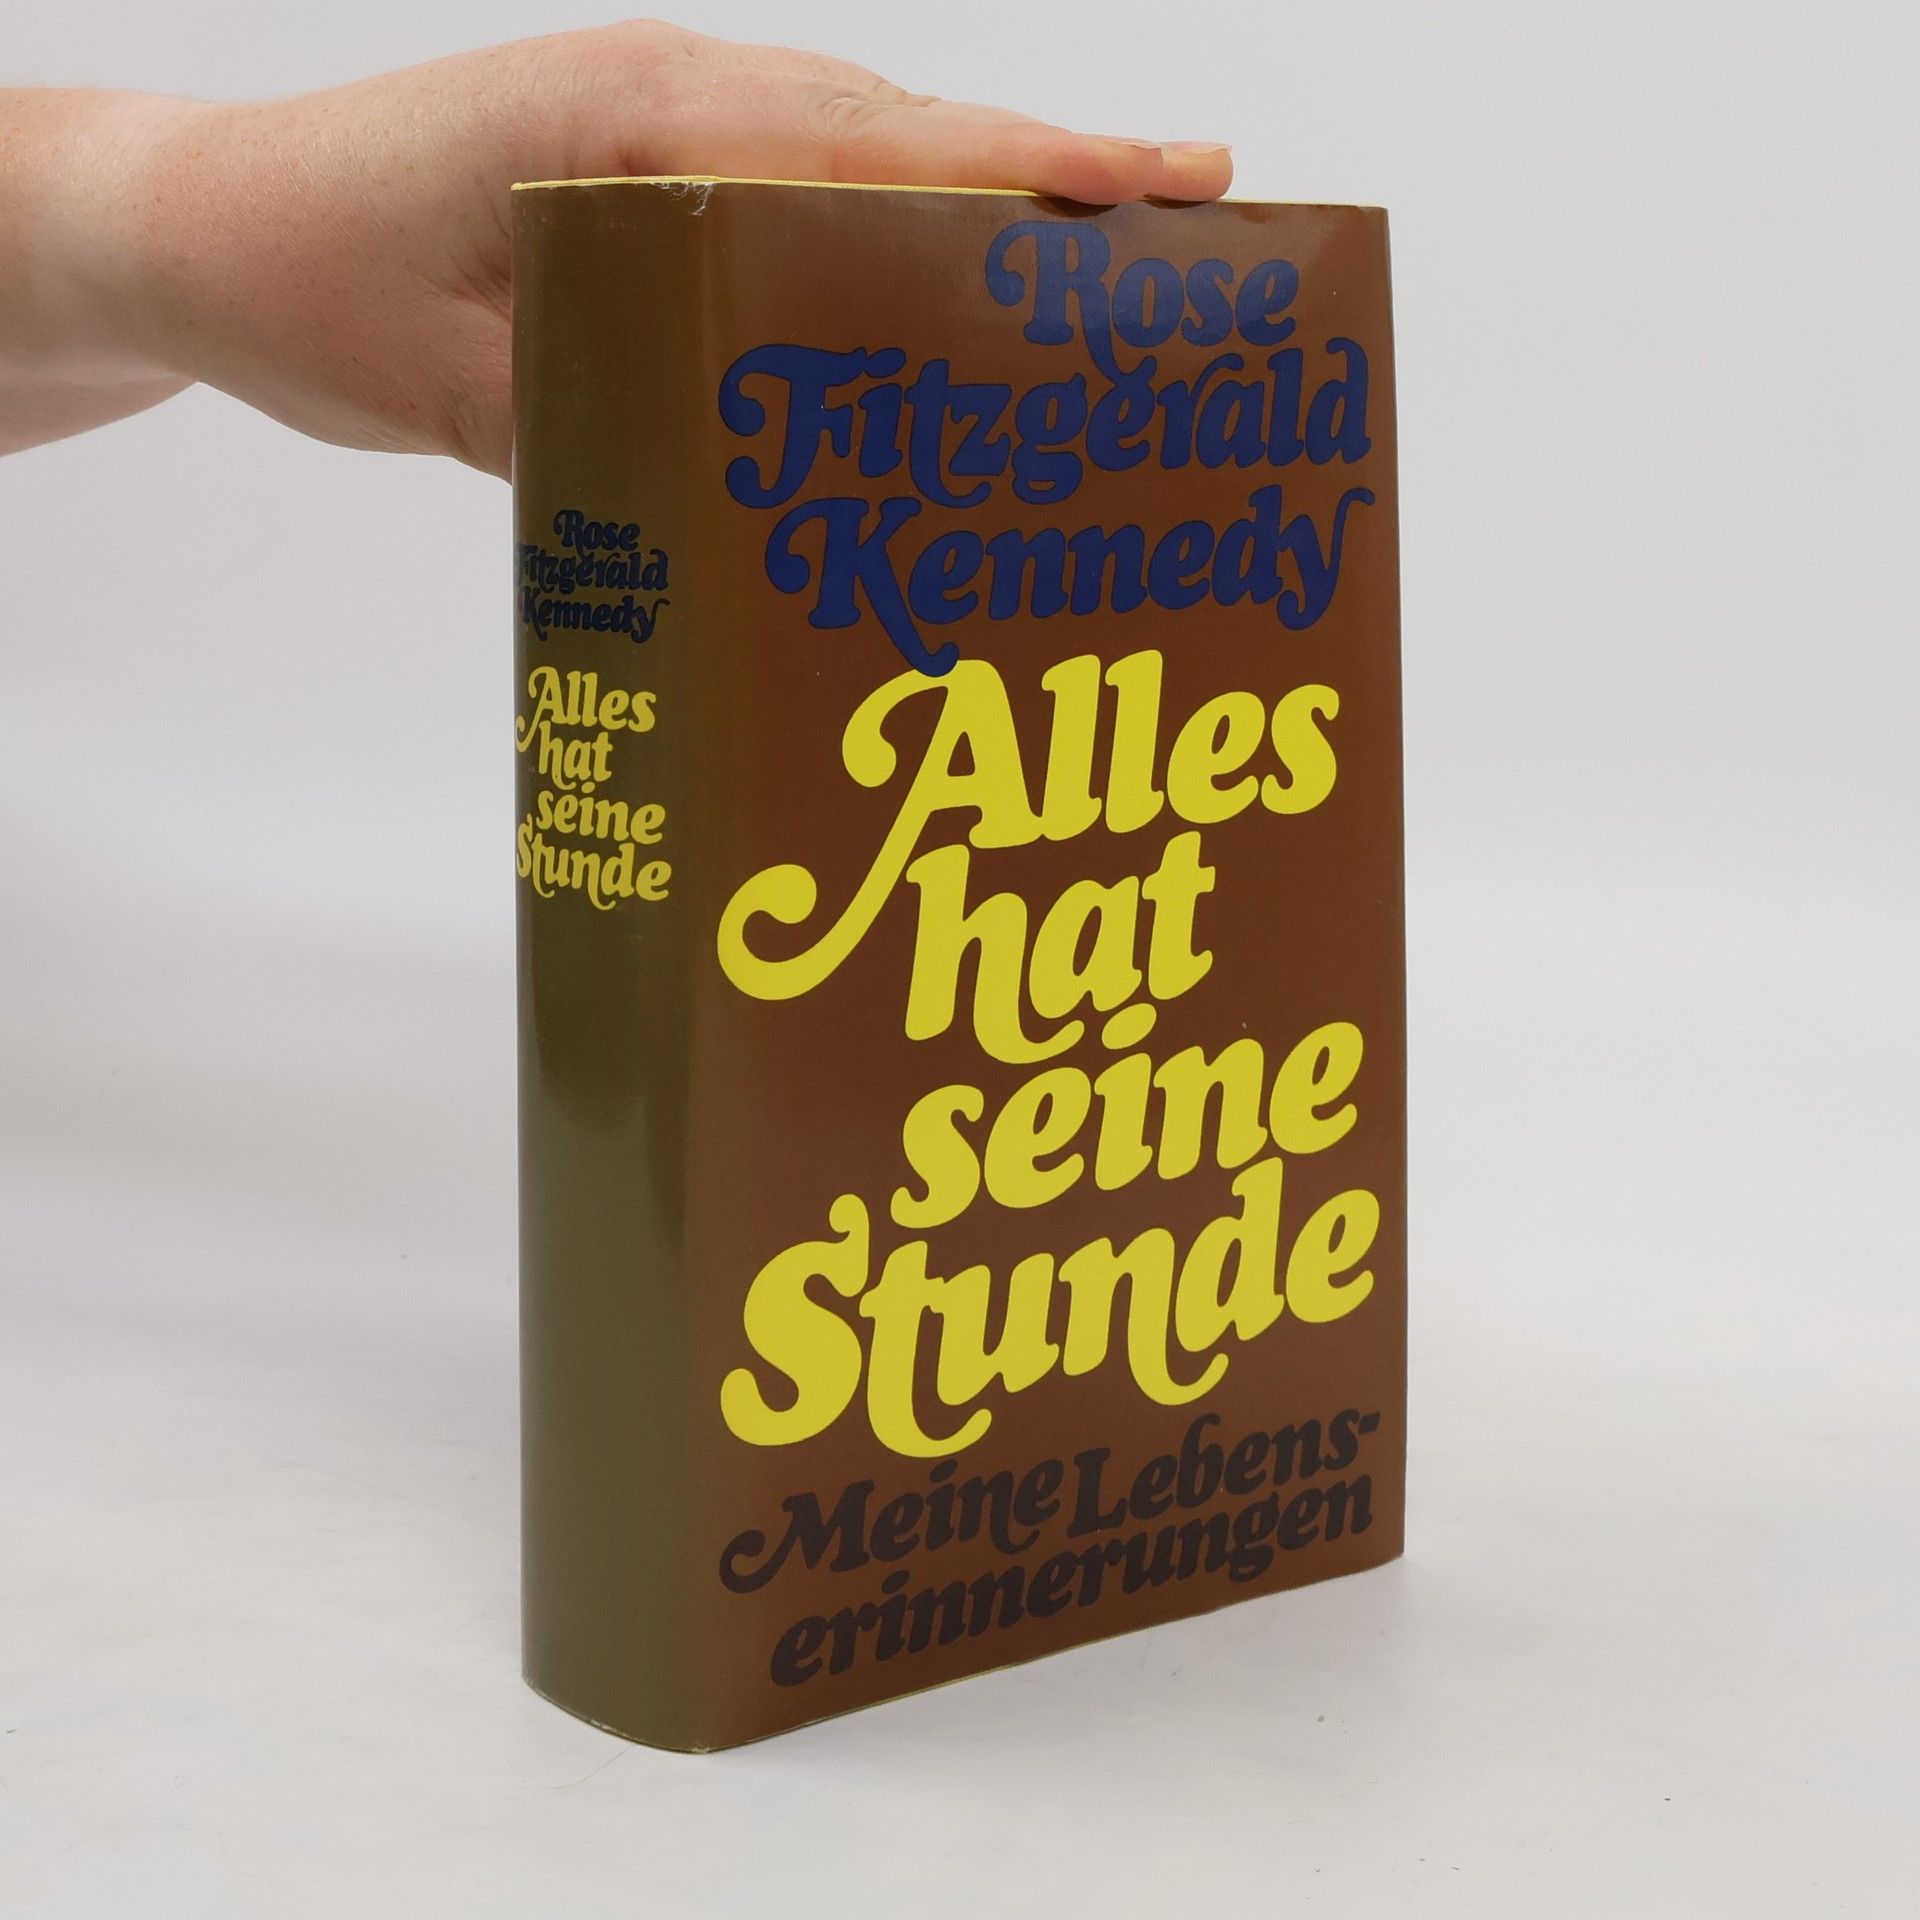 Rose
Fitzgerald
Kennedy
Alles
hat
seine
Stunde
Rose
Fitzgerald
Kennedy
Alles
hat
seine
Stunde
Meine Lebens-
erinnerungen